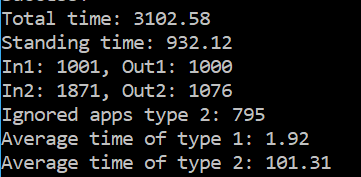 Total time: 3102.58
Standing time: 932.12
In1: 1001, Out1: 1000
In2: 1871, Out2: 1076
Ignored apps type 2: 795
Average time of type 1: 1.92
Average time of type 2: 101.31